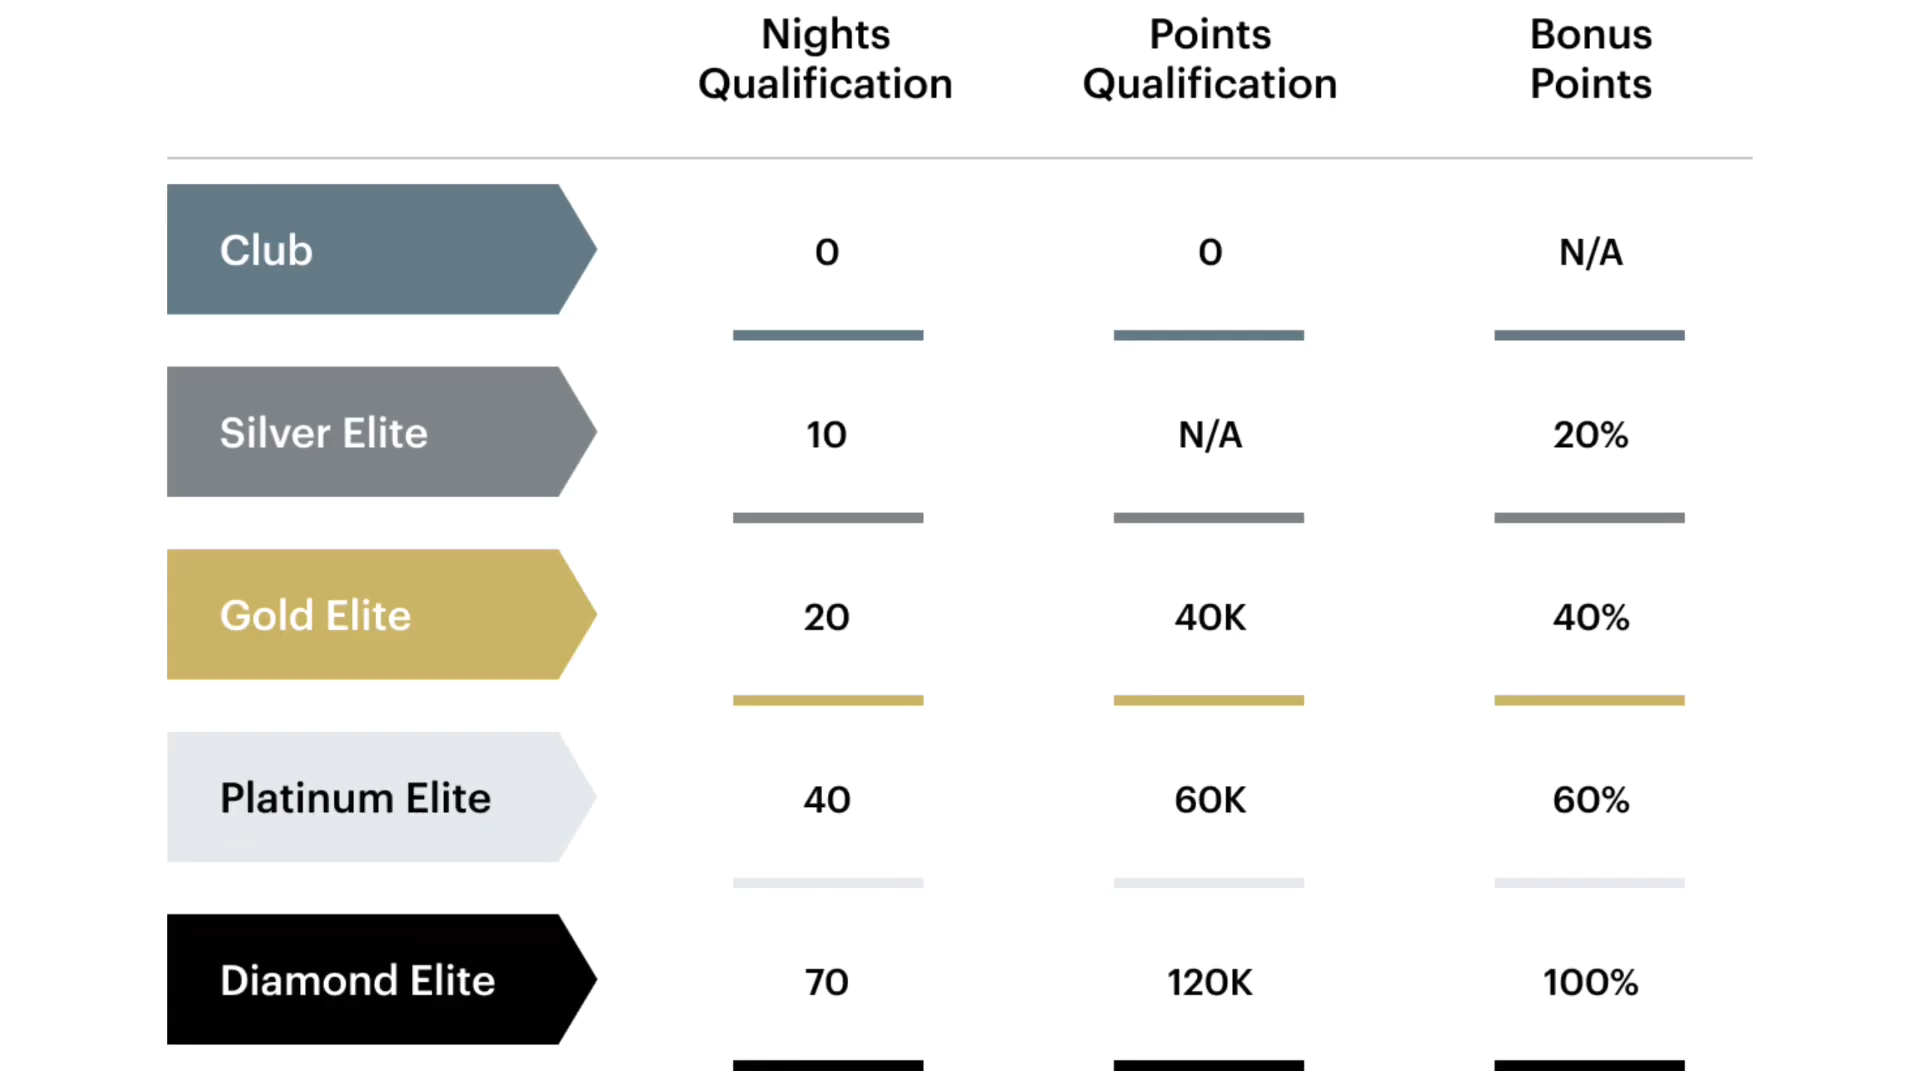 Nights
Qualification
Points
Qualification
Bonus
Points
Club 0 0 N/A
Silver Elite 10 N/A 20%
Gold Elite 20 40K 40%
Platinum Elite 40 60K 60%
Diamond Elite 70 120K 100%